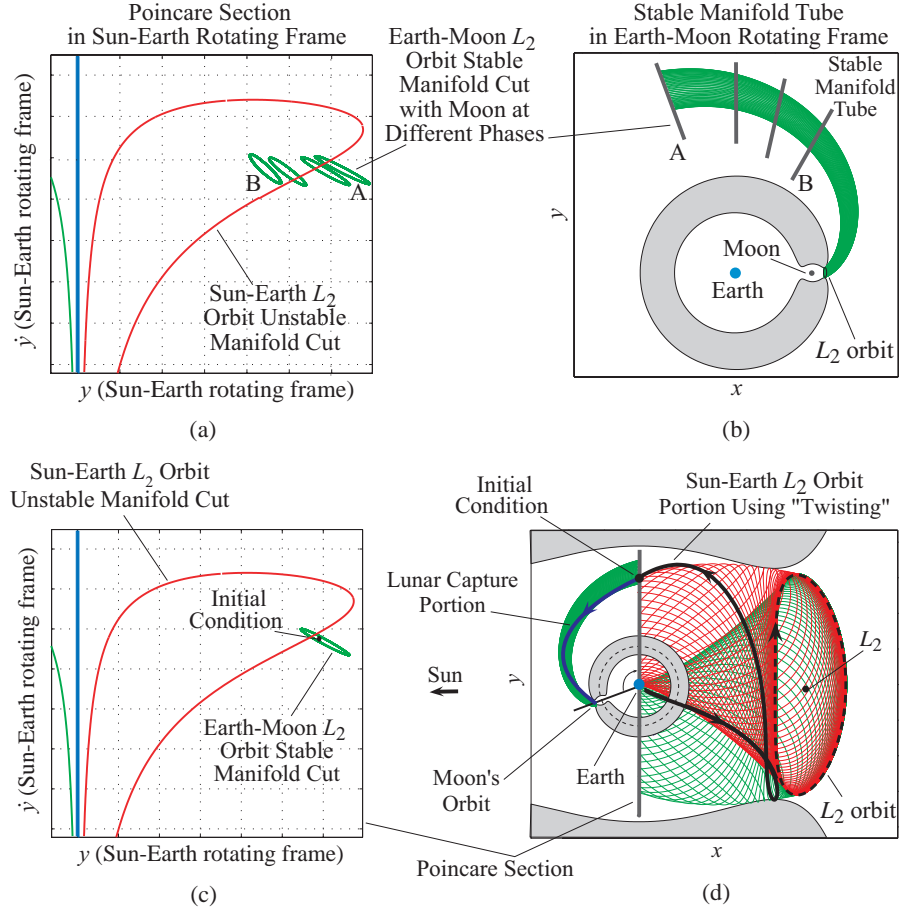 Poincare Section
in Sun-Earth Rotating Frame
Earth-Moon L2
Orbit Stable
Manifold Cut
with Moon at
Different Phases
Stable Manifold Tube
in Earth-Moon Rotating Frame
ẏ (Sun-Earth rotating frame)
B
A
Sun-Earth L2
Orbit Unstable
Manifold Cut
y (Sun-Earth rotating frame)
(a)
Stable
Manifold
Tube
A
B
y
Moon
Earth
L2 orbit
x
(b)
Sun-Earth L2 Orbit
Unstable Manifold Cut
ẏ (Sun-Earth rotating frame)
Initial
Condition
Earth-Moon L2
Orbit Stable
Manifold Cut
y (Sun-Earth rotating frame)
(c)
Initial
Condition
Sun-Earth L2 Orbit
Portion Using "Twisting"
Lunar Capture
Portion
y
Sun
L2
Moon's
Orbit
Earth
L2 orbit
Poincare Section
x
(d)